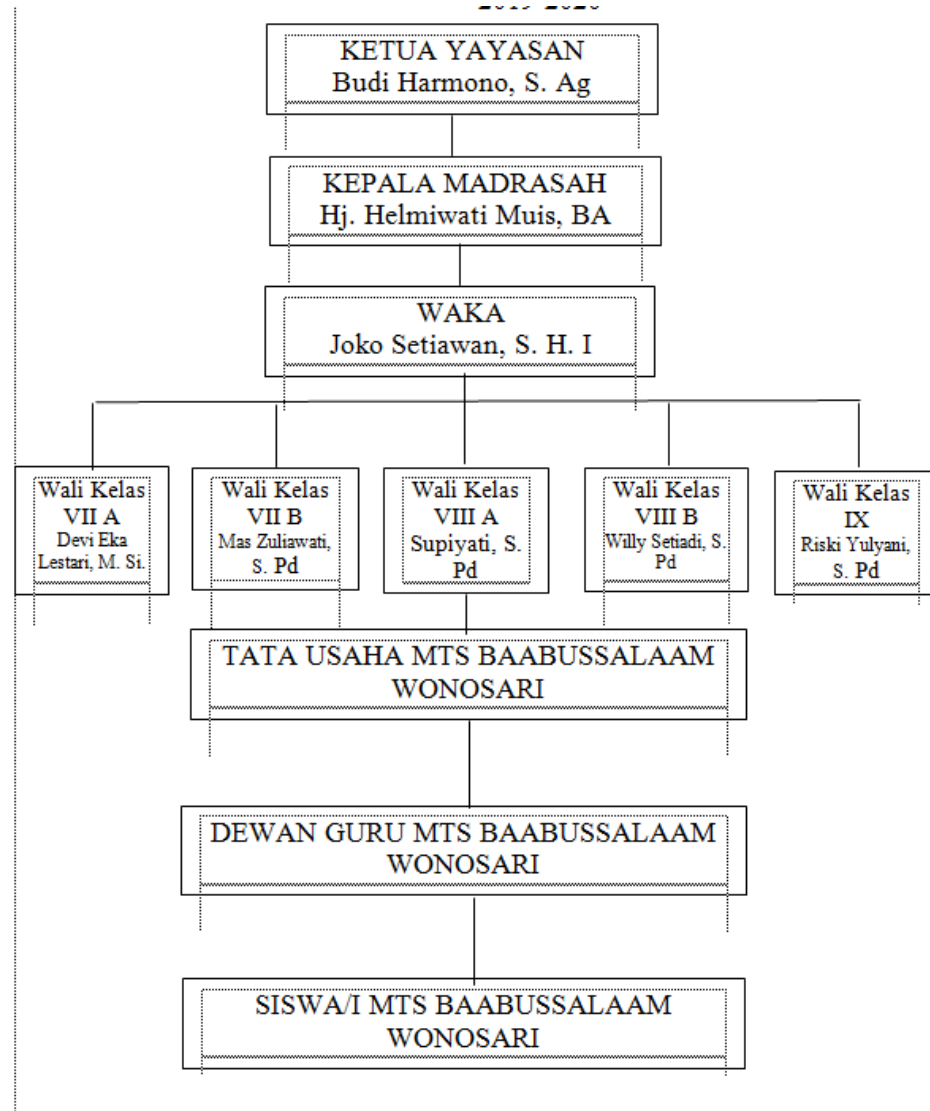 2019-2020
KETUA YAYASAN
Budi Harmono, S. Ag
KEPALA MADRASAH
Hj. Helmiwati Muis, BA
WAKA
Joko Setiawan, S. H. I
Wali Kelas
VII A
Devi Eka
Lestari, M. Si.
Wali Kelas
VII B
Mas Zuliawati,
S. Pd
Wali Kelas
VIII A
Supiyati, S.
Pd
Wali Kelas
VIII B
Willy Setiadi, S.
Pd
Wali Kelas
IX
Riski Yulyani,
S. Pd
TATA USAHA MTS BAABUSSALAAM
WONOSARI
DEWAN GURU MTS BAABUSSALAAM
WONOSARI
SISWA/I MTS BAABUSSALAAM
WONOSARI